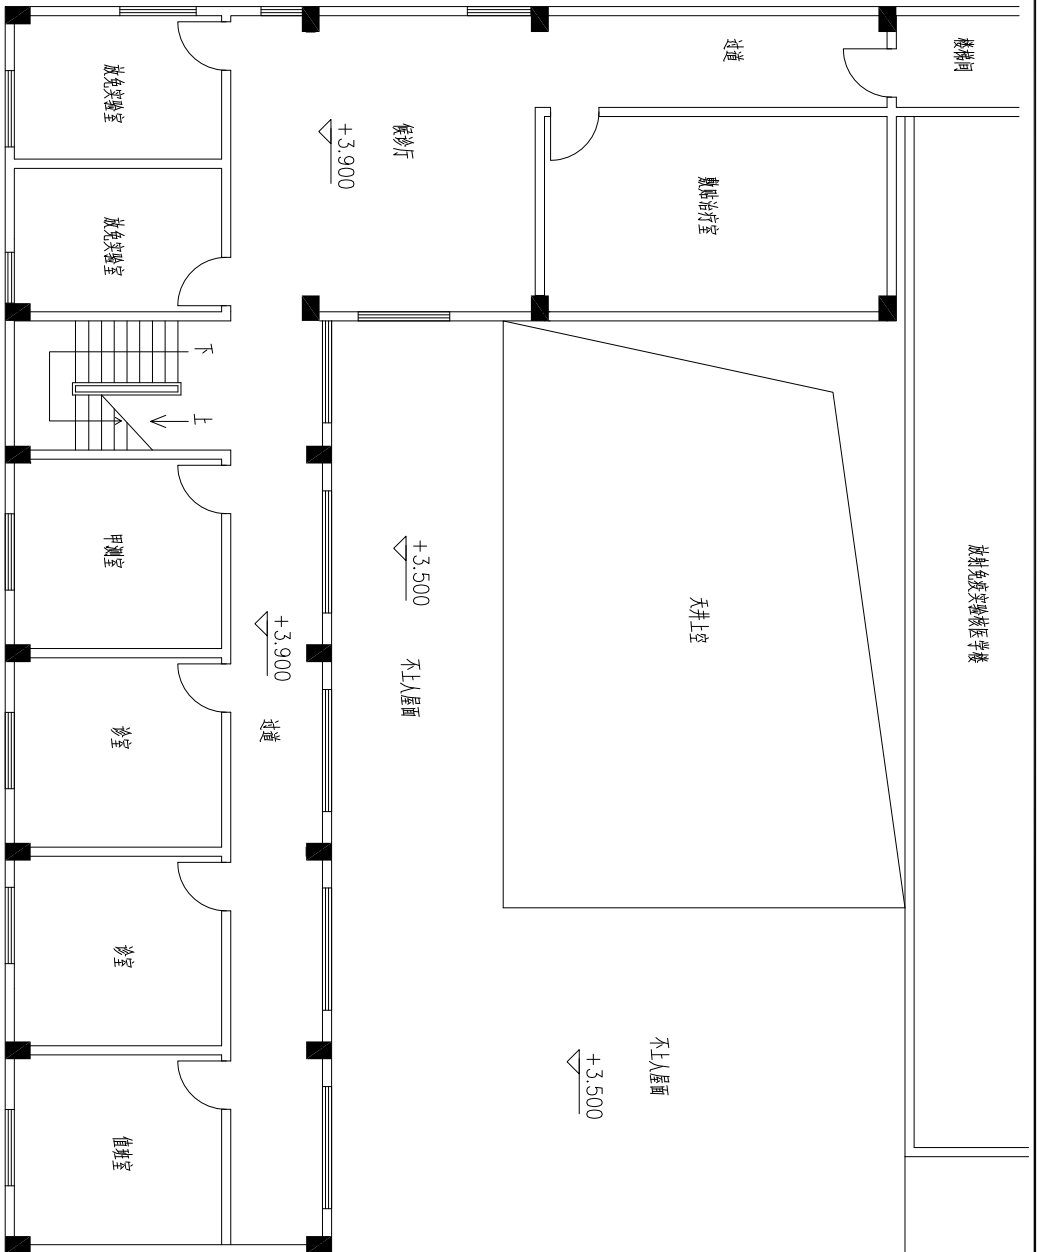 楼梯间
过道
敷贴治疗室
候诊厅
+3.900
放免实验室
放免实验室
下
上
放射免疫实验核医学楼
天井上空
+3.500
不上人屋面
甲测室
+3.900
过道
诊室
诊室
不上人屋面
+3.500
值班室